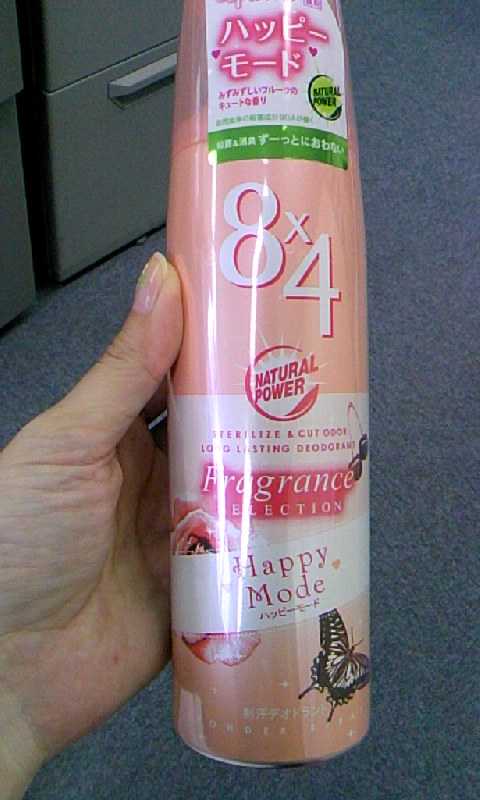 ハッピー
モード
みずみずしいフルーツの
キュートな香り
NATURAL
POWER
殺菌&消臭 ずーっとにおわない
8x4
NATURAL
POWER
STERILIZE & CUT ODOR
LONG LASTING DEODORANT
Fragrance
SELECTION
Happy
Mode
ハッピーモード
制汗デオドラント